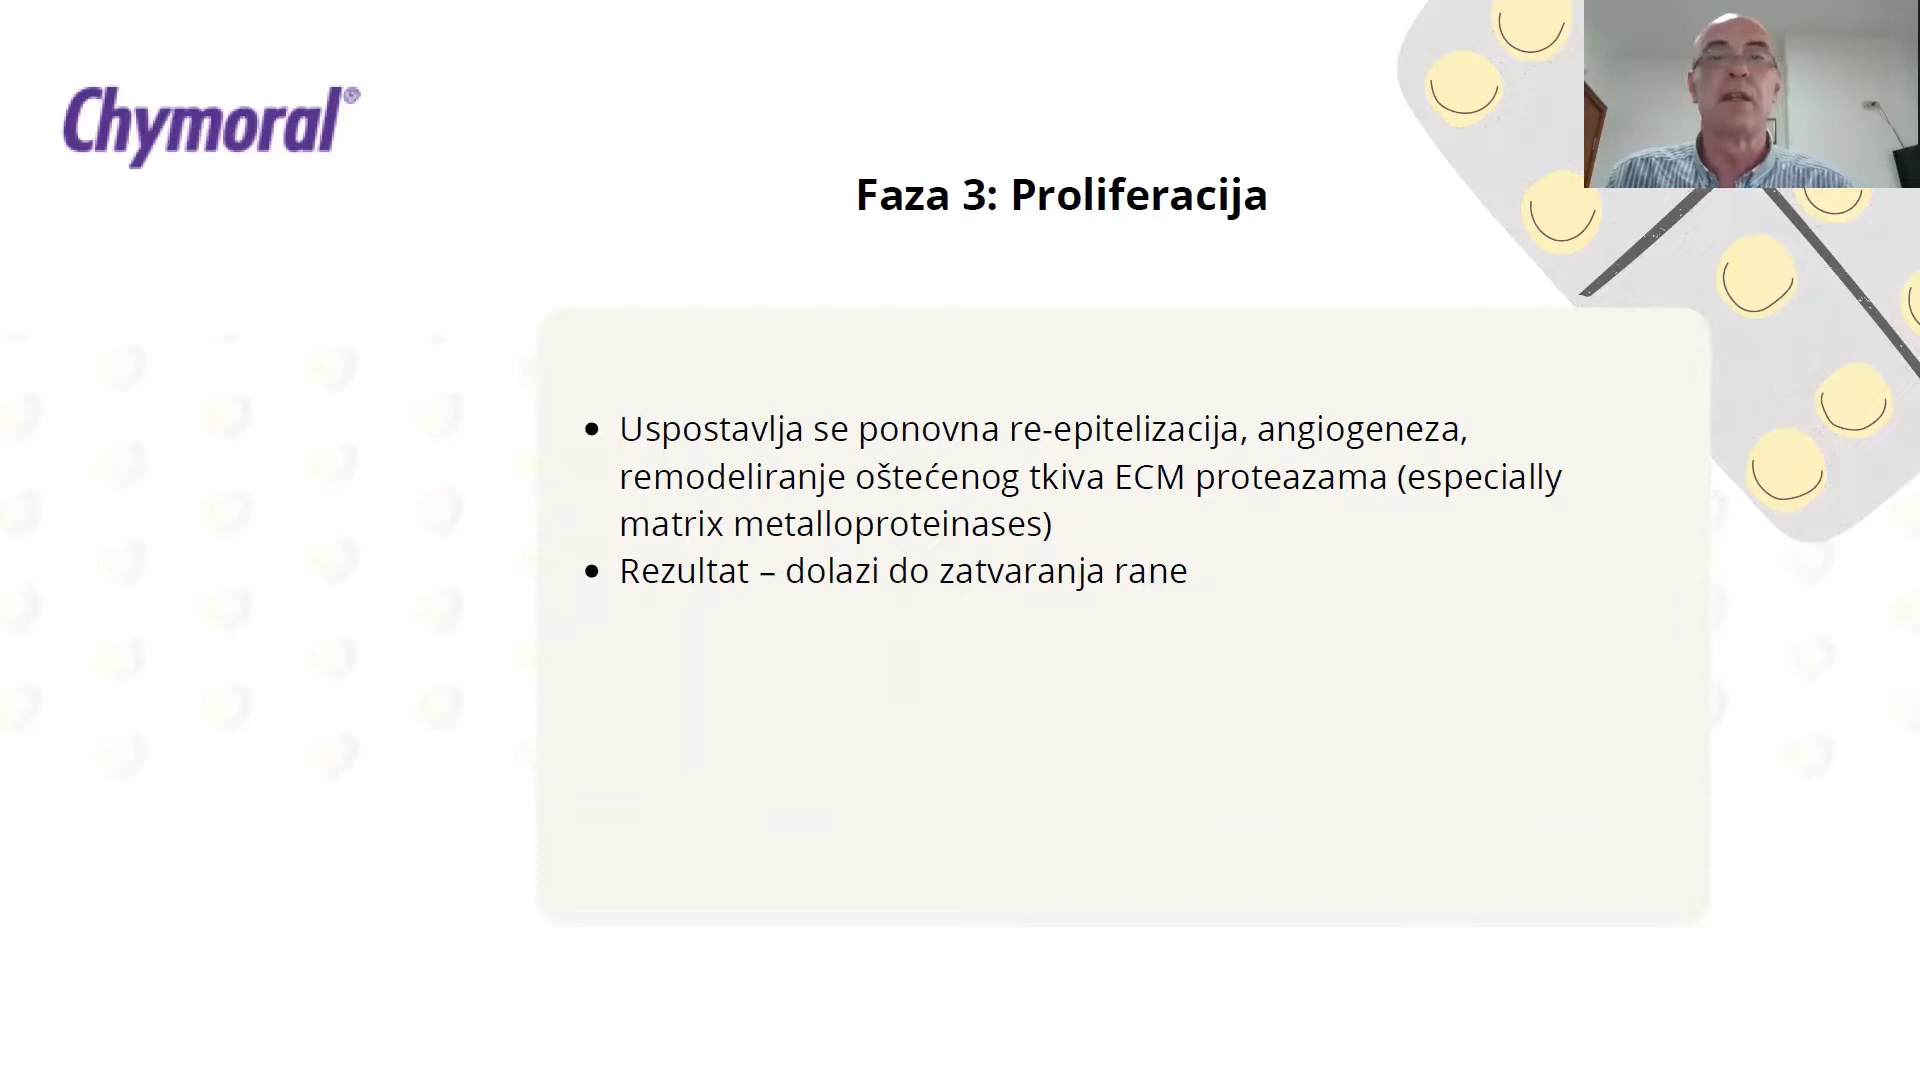 Chymoral®
Faza 3: Proliferacija
• Uspostavlja se ponovna re-epitelizacija, angiogeneza,
remodeliranje oštećenog tkiva ECM proteazama (especially
matrix metalloproteinases)
• Rezultat – dolazi do zatvaranja rane